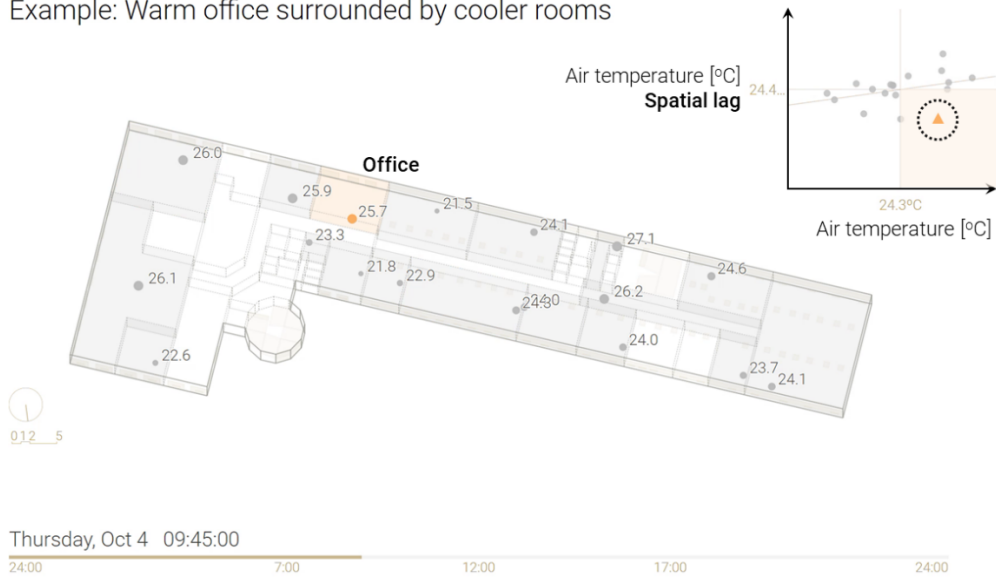 Example: Warm office surrounded by cooler rooms
Air temperature [ºC]
Spatial lag
24.4...
24.3ºC
Air temperature [ºC]
Office
26.0
25.9
25.7
21.5
24.1
27.1
23.3
24.6
21.8
22.9
26.1
26.2
24.0
22.6
23.7
24.1
012 5
Thursday, Oct 4 09:45:00
24:00 7:00 12:00 17:00 24:00